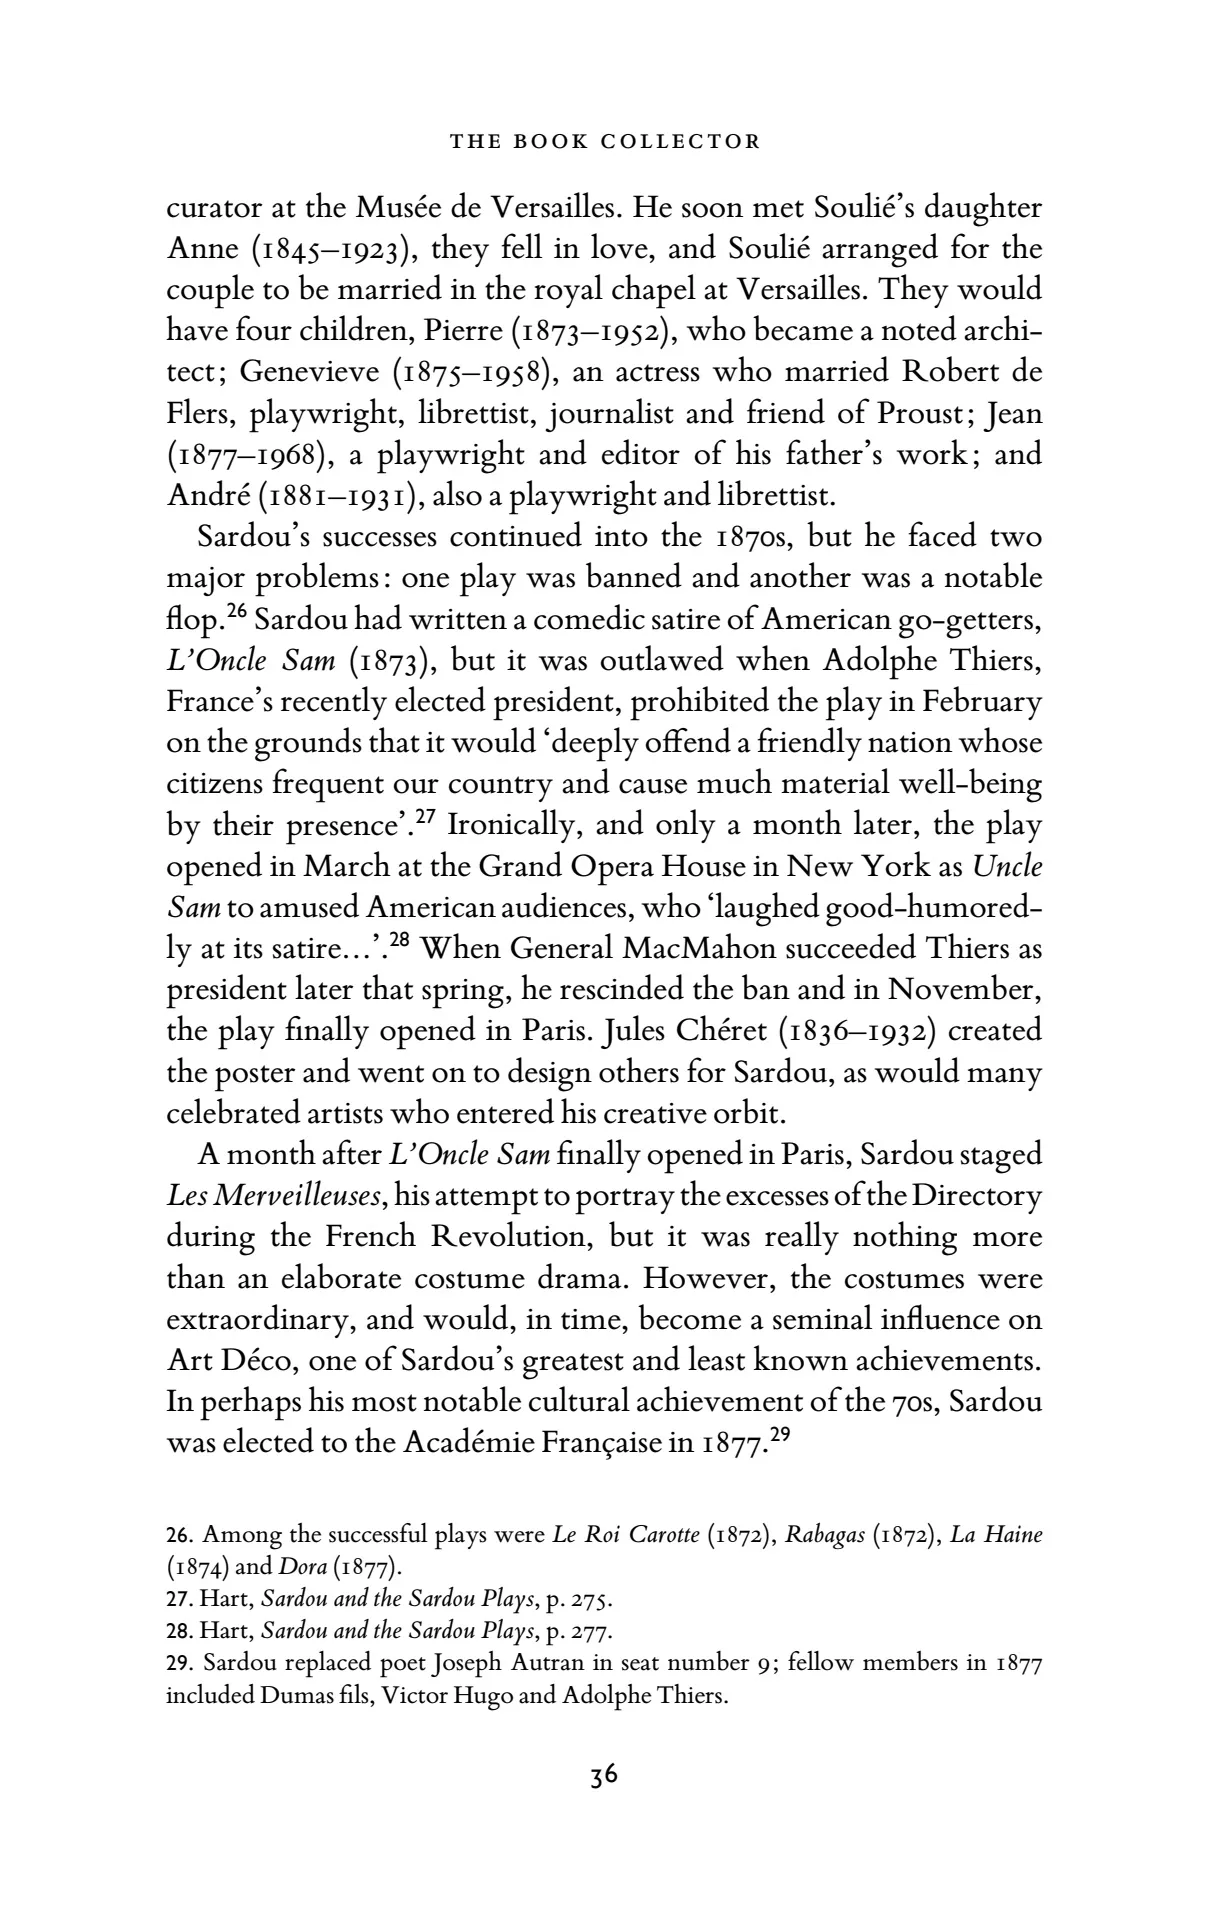 THE BOOK COLLECTOR
curator at the Musée de Versailles. He soon met Soulié’s daughter
Anne (1845–1923), they fell in love, and Soulié arranged for the
couple to be married in the royal chapel at Versailles. They would
have four children, Pierre (1873–1952), who became a noted archi-
tect; Genevieve (1875–1958), an actress who married Robert de
Flers, playwright, librettist, journalist and friend of Proust; Jean
(1877–1968), a playwright and editor of his father’s work; and
André (1881–1931), also a playwright and librettist.
Sardou’s successes continued into the 1870s, but he faced two
major problems: one play was banned and another was a notable
flop.26 Sardou had written a comedic satire of American go-getters,
L’Oncle Sam (1873), but it was outlawed when Adolphe Thiers,
France’s recently elected president, prohibited the play in February
on the grounds that it would ‘deeply offend a friendly nation whose
citizens frequent our country and cause much material well-being
by their presence’.27 Ironically, and only a month later, the play
opened in March at the Grand Opera House in New York as Uncle
Sam to amused American audiences, who ‘laughed good-humored-
ly at its satire...’.28 When General MacMahon succeeded Thiers as
president later that spring, he rescinded the ban and in November,
the play finally opened in Paris. Jules Chéret (1836–1932) created
the poster and went on to design others for Sardou, as would many
celebrated artists who entered his creative orbit.
A month after L’Oncle Sam finally opened in Paris, Sardou staged
Les Merveilleuses, his attempt to portray the excesses of the Directory
during the French Revolution, but it was really nothing more
than an elaborate costume drama. However, the costumes were
extraordinary, and would, in time, become a seminal influence on
Art Déco, one of Sardou’s greatest and least known achievements.
In perhaps his most notable cultural achievement of the 70s, Sardou
was elected to the Académie Française in 1877.29
26. Among the successful plays were Le Roi Carotte (1872), Rabagas (1872), La Haine
(1874) and Dora (1877).
27. Hart, Sardou and the Sardou Plays, p. 275.
28. Hart, Sardou and the Sardou Plays, p. 277.
29. Sardou replaced poet Joseph Autran in seat number 9; fellow members in 1877
included Dumas fils, Victor Hugo and Adolphe Thiers.
36